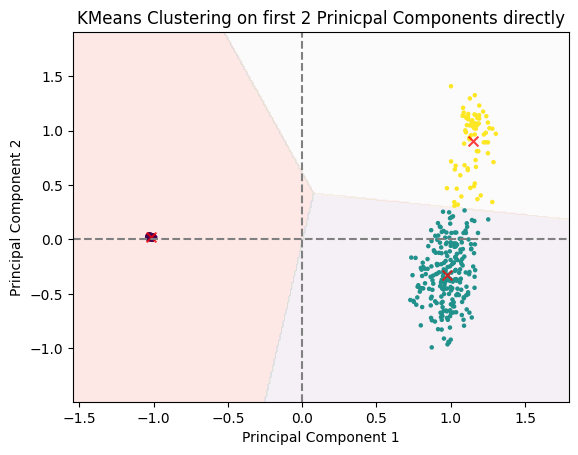 KMeans Clustering on first 2 Prinicpal Components directly
1.5
1.0
0.5
0.0
−0.5
−1.0
Principal Component 2
−1.5 −1.0 −0.5 0.0 0.5 1.0 1.5
Principal Component 1